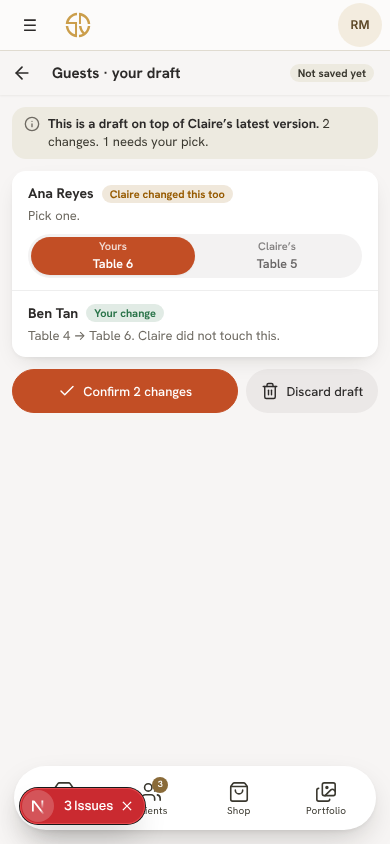 RM
Guests · your draft
Not saved yet
This is a draft on top of Claire’s latest version. 2
changes. 1 needs your pick.
Ana Reyes
Claire changed this too
Pick one.
Yours
Table 6
Claire’s
Table 5
Ben Tan
Your change
Table 4 → Table 6. Claire did not touch this.
Confirm 2 changes
Discard draft
3
Shop
Portfolio
N
3 Issues